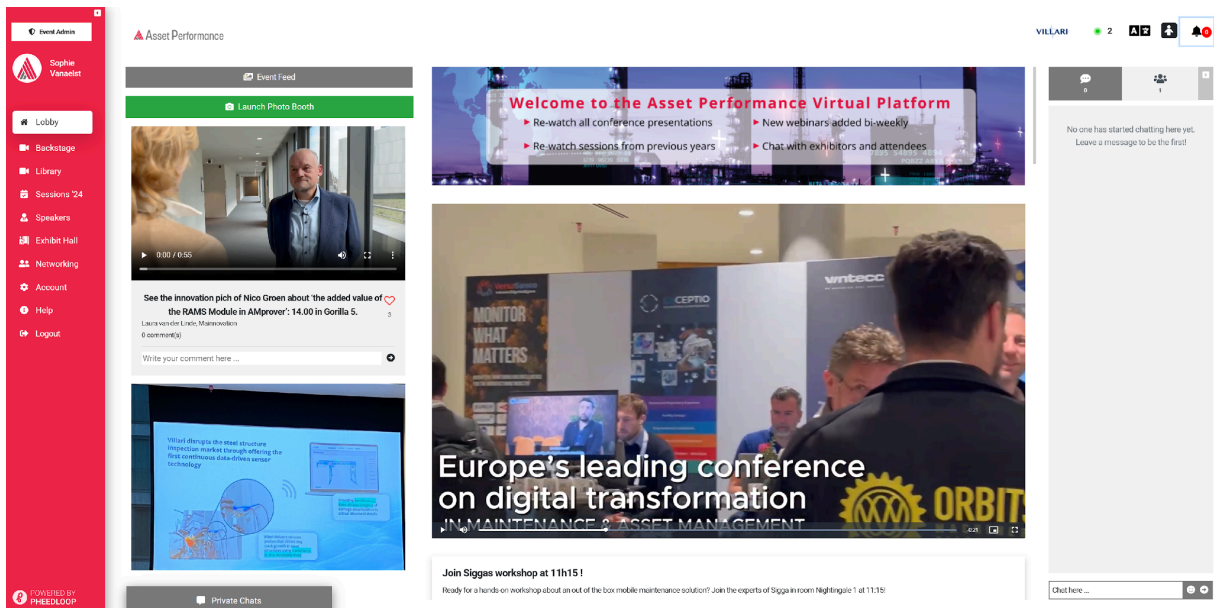 Event Admin
Sophie
Vanaelst
Lobby
Backstage
Library
Sessions '24
Speakers
Exhibit Hall
Networking
Account
Help
Logout
POWERED BY
PHEEDLOOP
Asset Performance
VILLARI
2
0
Event Feed
Launch Photo Booth
0:00 / 0:55
See the innovation pich of Nico Groen about 'the added value of
the RAMS Module in AMprover': 14.00 in Gorilla 5.
3
Laura van der Linde, Mainnovation
0 comment(s)
Write your comment here ...
Villari disrupts the steel structure
inspection market through offering the
first continuous data-driven sensor
technology
Private Chats
Welcome to the Asset Performance Virtual Platform
Re-watch all conference presentations
New webinars added bi-weekly
Re-watch sessions from previous years
Chat with exhibitors and attendees
VersaSense
MONITOR
WHAT
MATTERS
CEPTIO
wntecc
Europe's leading conference
on digital transformation
IN MAINTENANCE & ASSET MANAGEMENT
ORBIT
-0:21
Join Siggas workshop at 11h15 !
Ready for a hands-on workshop about an out of the box mobile maintenance solution? Join the experts of Sigga in room Nightingale 1 at 11:15!
0
1
No one has started chatting here yet.
Leave a message to be the first!
Chat here ...